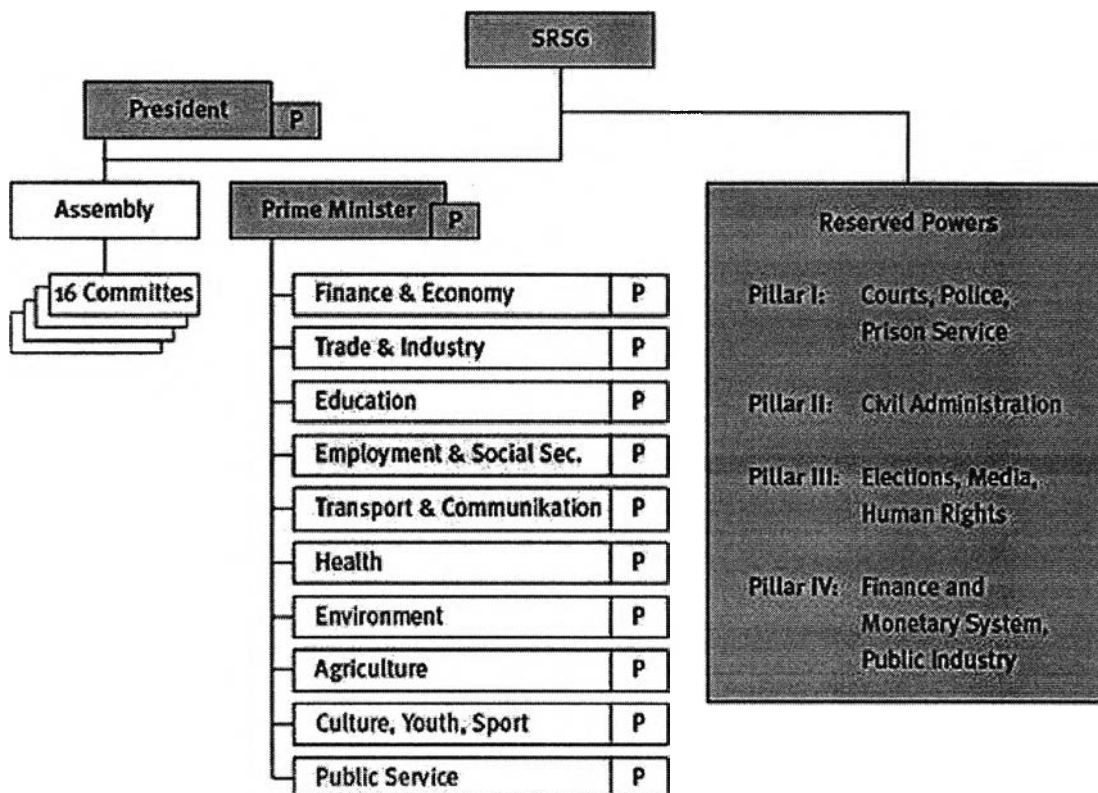 SRSG
President
P
Assembly
16 Committes
Prime Minister
P
Finance & Economy P
Trade & Industry P
Education P
Employment & Social Sec. P
Transport & Communikation P
Health P
Environment P
Agriculture P
Culture, Youth, Sport P
Public Service P
Reserved Powers
Pillar I: Courts, Police,
Prison Service
Pillar II: Civil Administration
Pillar III: Elections, Media,
Human Rights
Pillar IV: Finance and
Monetary System,
Public Industry